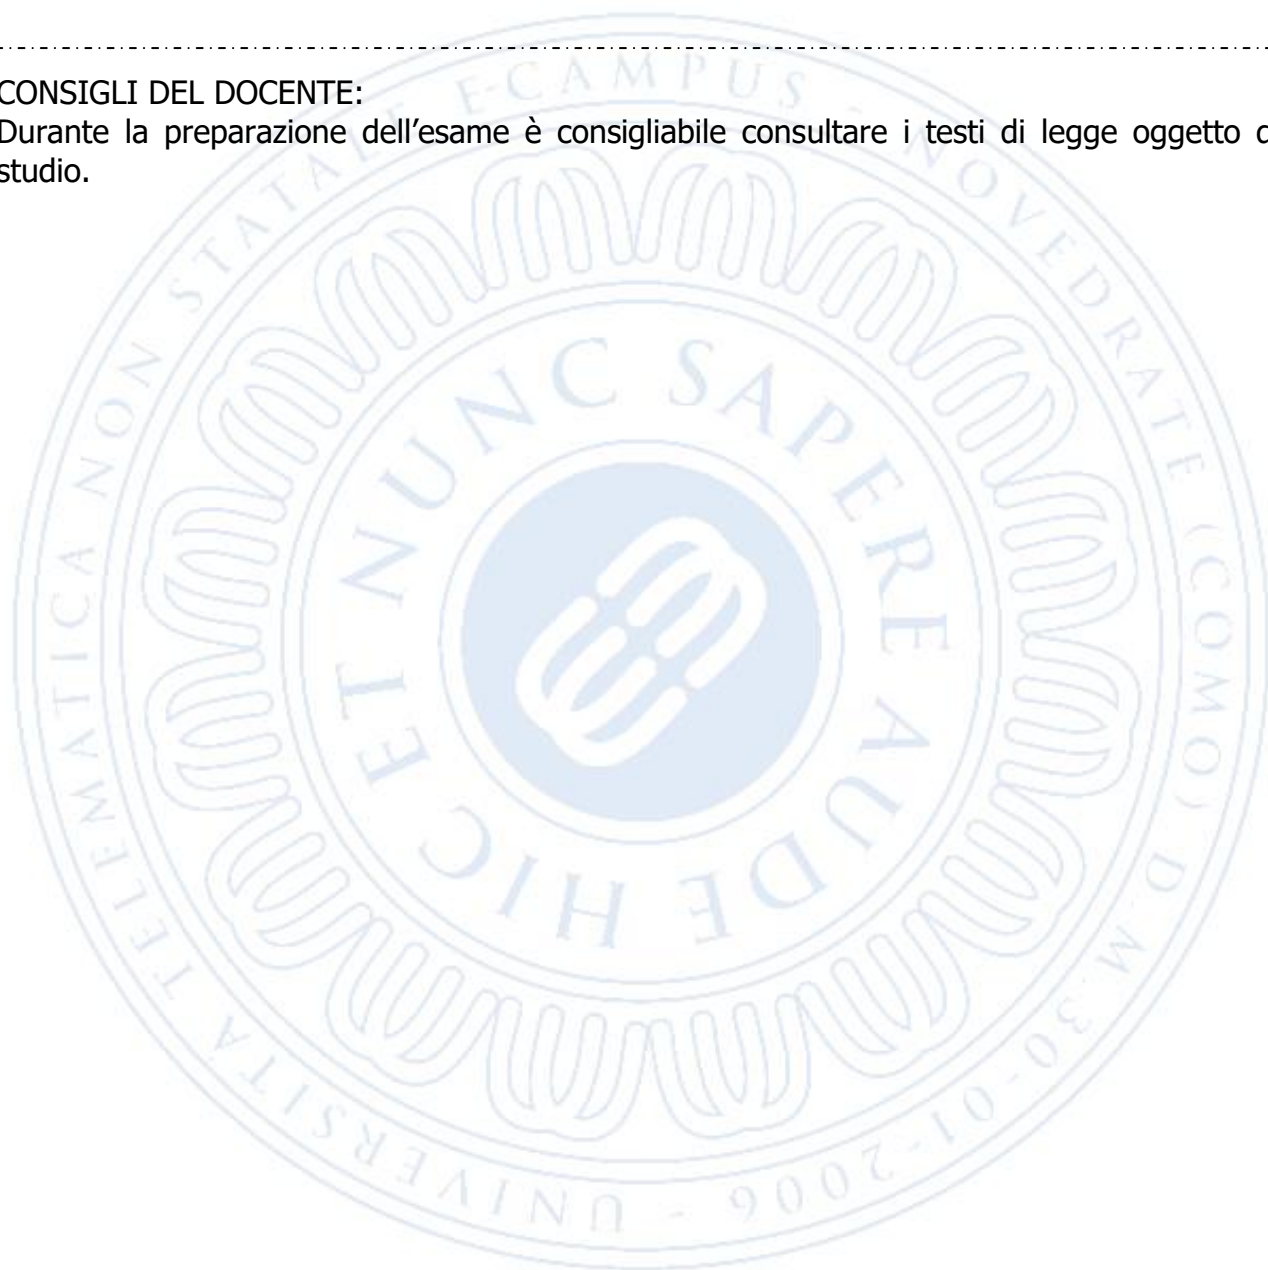 CONSIGLI DEL DOCENTE:
Durante la preparazione dell’esame è consigliabile consultare i testi di legge oggetto d
studio.
UNIVERSITÀ TELEMATICA NON STATALE E-CAMPUS - NOVEDRATE (COMO) D.M. 30-01-2006 -
HIC ET NUNC SAPERE AUDE